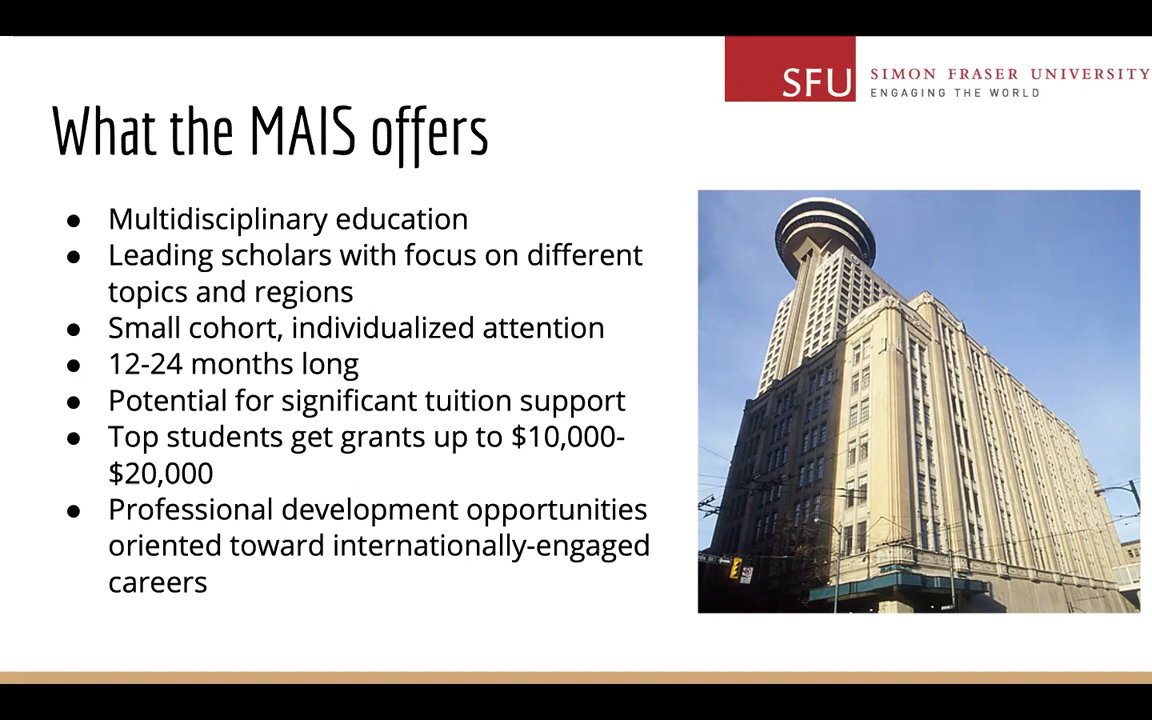 SFU
SIMON FRASER UNIVERSITY
ENGAGING THE WORLD
What the MAIS offers
● Multidisciplinary education
● Leading scholars with focus on different
topics and regions
● Small cohort, individualized attention
● 12-24 months long
● Potential for significant tuition support
● Top students get grants up to $10,000-
$20,000
● Professional development opportunities
oriented toward internationally-engaged
careers